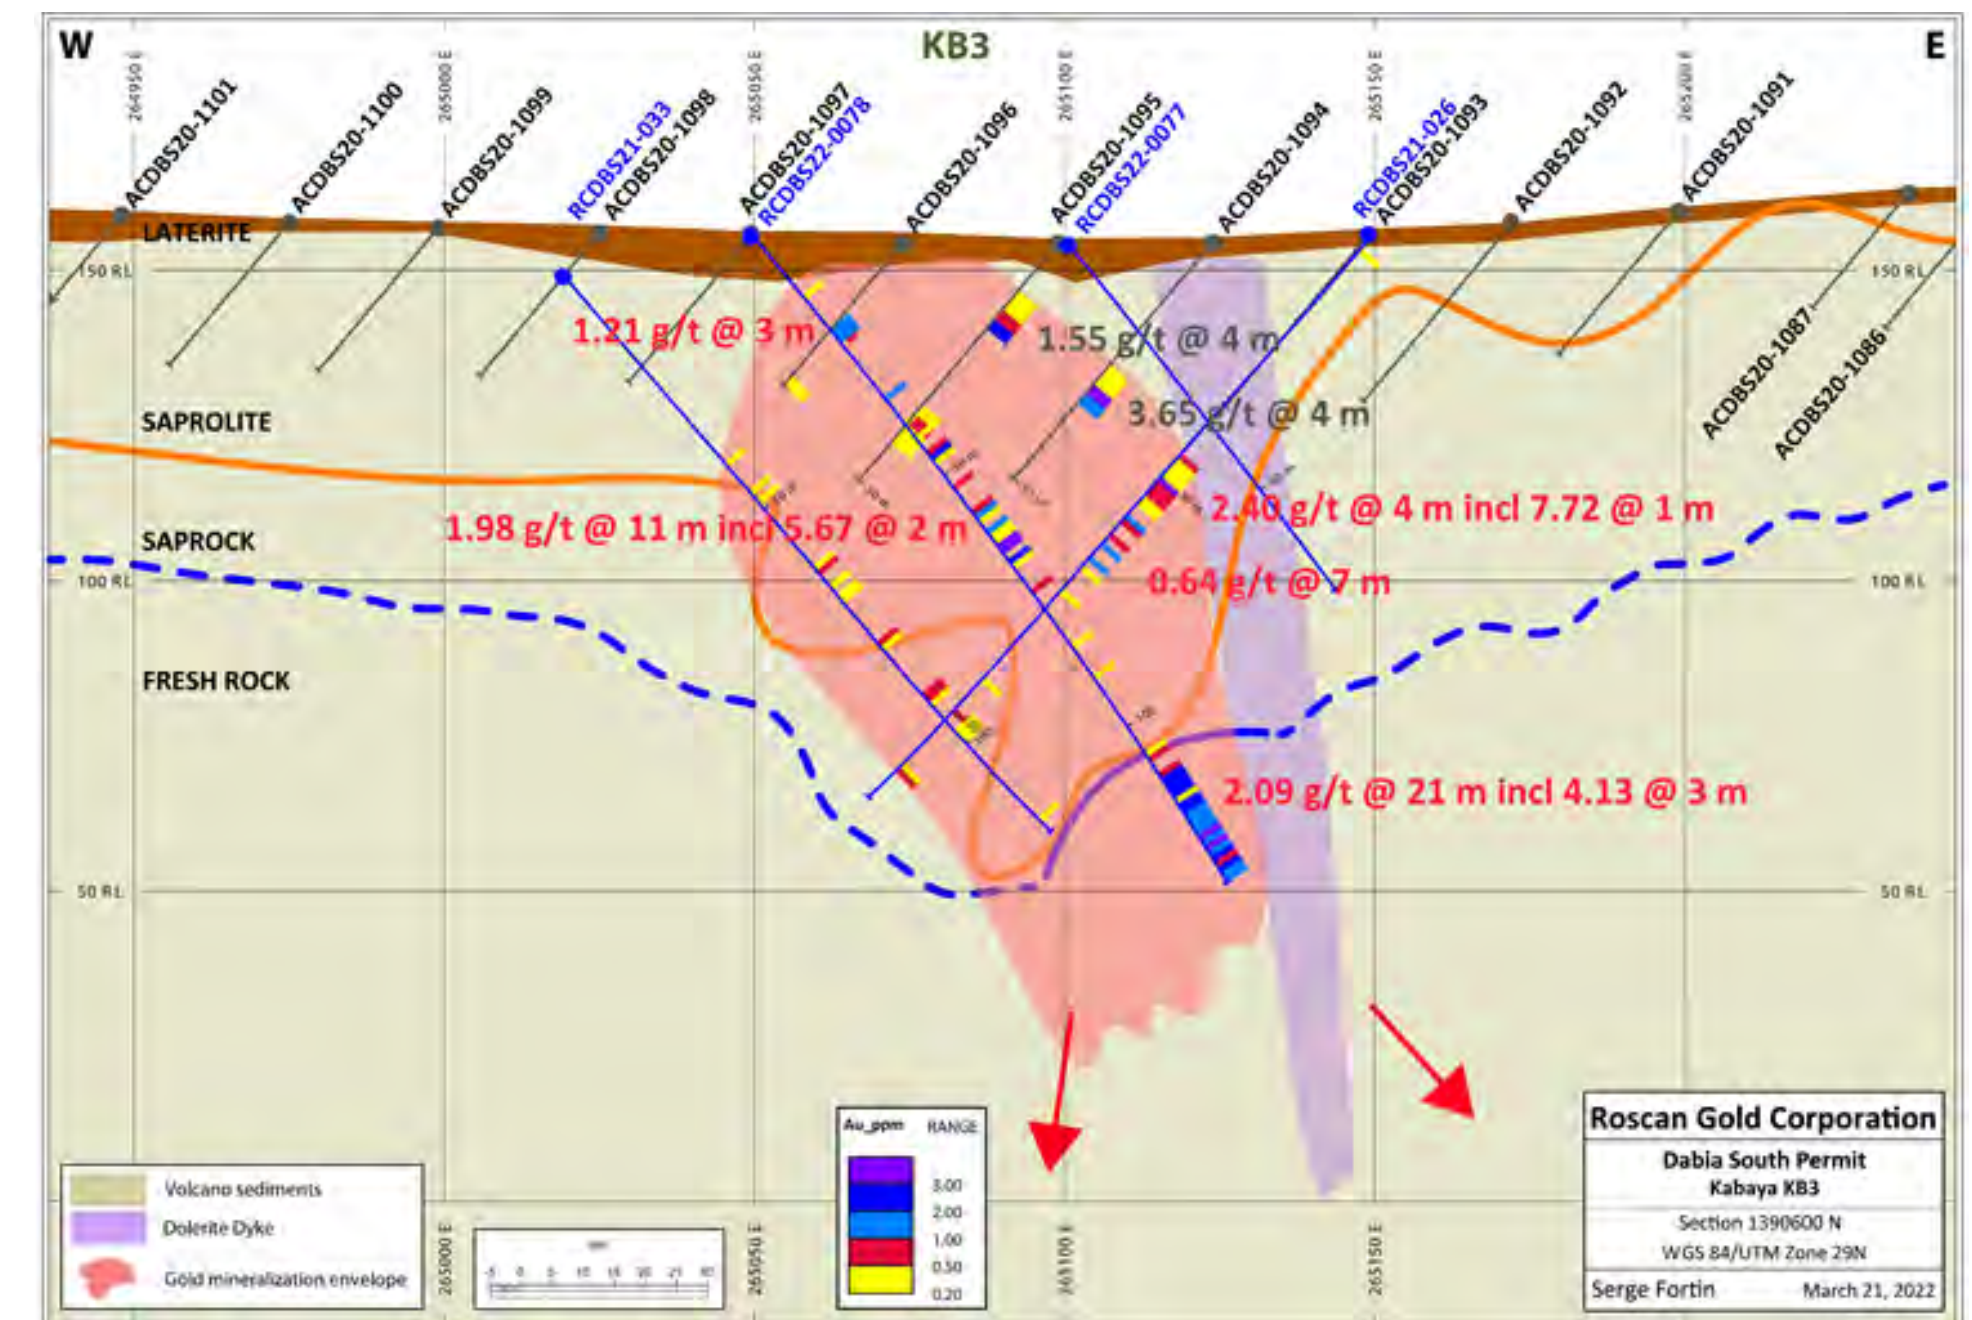 W
KB3
E
264950 E
265000 E
265050 E
265100 E
265150 E
265200 E
ACDBS20-1101
ACDBS20-1100
ACDBS20-1099
RCDBS21-033
ACDBS20-1098
ACDBS20-1097
RCDBS22-0078
ACDBS20-1096
ACDBS20-1095
RCDBS22-0077
ACDBS20-1094
RCDBS21-026
ACDBS20-1093
ACDBS20-1092
ACDBS20-1091
LATERITE
150 RL
150 RL
1.21 g/t @ 3 m
1.55 g/t @ 4 m
ACDBS20-1087
ACDBS20-1086
3.65 g/t @ 4 m
SAPROLITE
2.40 g/t @ 4 m incl 7.72 @ 1 m
1.98 g/t @ 11 m incl 5.67 @ 2 m
SAPROCK
100 RL
0.64 g/t @ 7 m
100 RL
FRESH ROCK
100
2.09 g/t @ 21 m incl 4.13 @ 3 m
50 RL
50 RL
Volcano sediments
Dolerite Dyke
Gold mineralization envelope
265000 E
265050 E
265100 E
265150 E
Au_ppm RANGE
3.00
2.00
1.00
0.50
0.20
Roscan Gold Corporation
Dabia South Permit
Kabaya KB3
Section 1390600 N
WGS 84/UTM Zone 29N
Serge Fortin March 21, 2022